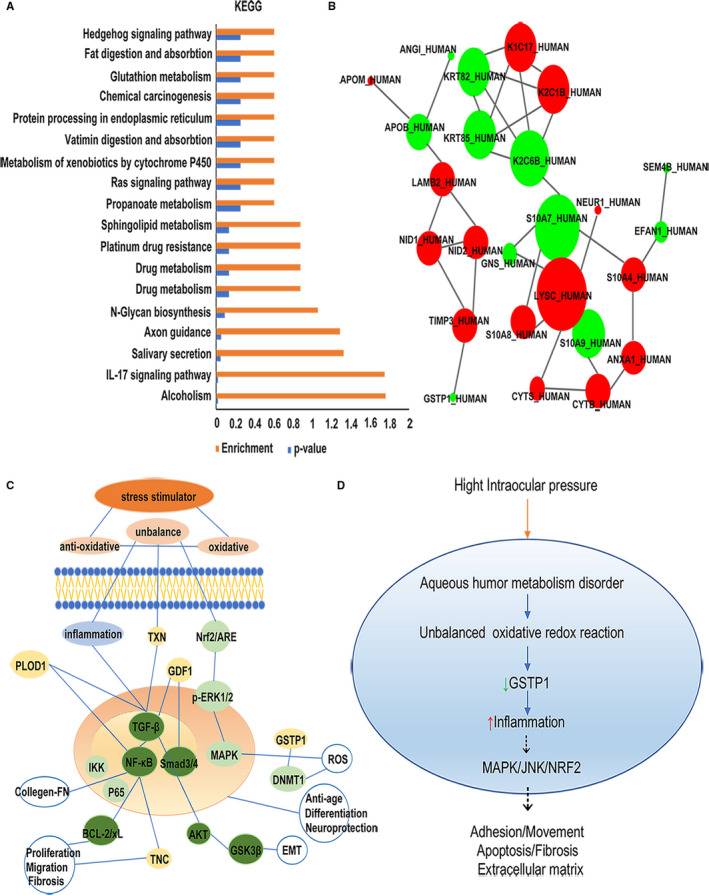 A
KEGG
Hedgehog signaling pathway
Fat digestion and absorbtion
Glutathion metabolism
Chemical carcinogenesis
Protein processing in endoplasmic reticulum
Vatimin digestion and absorbtion
Metabolism of xenobiotics by cytochrome P450
Ras signaling pathway
Propanoate metabolism
Sphingolipid metabolism
Platinum drug resistance
Drug metabolism
Drug metabolism
N-Glycan biosynthesis
Axon guidance
Salivary secretion
IL-17 signaling pathway
Alcoholism
0 0.2 0.4 0.6 0.8 1 1.2 1.4 1.6 1.8 2
Enrichment p-value
B
K1C17_HUMAN
ANGI_HUMAN
KRT82_HUMAN
APOM_HUMAN
K2C1B_HUMAN
APOB_HUMAN
KRT85_HUMAN
K2C6B_HUMAN
SEM4B_HUMAN
LAMB2_HUMAN
NEUR1_HUMAN
S10A7_HUMAN
EFAN1_HUMAN
NID1_HUMAN
NID2_HUMAN
GNS_HUMAN
S10A4_HUMAN
LYSC_HUMAN
TIMP3_HUMAN
S10A8_HUMAN
S10A9_HUMAN
ANXA1_HUMAN
GSTP1_HUMAN
CYTS_HUMAN
CYTB_HUMAN
C
stress stimulator
unbalance
anti-oxidative
oxidative
inflammation
TXN
Nrf2/ARE
PLOD1
GDF1
p-ERK1/2
TGF-β
GSTP1
MAPK
ROS
NF-κB
Smad3/4
IKK
DNMT1
P65
Collagen-FN
Anti-age
Differentiation
Neuroprotection
BCL-2/xL
AKT
GSK3β
EMT
Proliferation
Migration
Fibrosis
TNC
D
Hight Intraocular pressure
Aqueous humor metabolism disorder
Unbalanced oxidative redox reaction
↓GSTP1
↑Inflammation
MAPK/JNK/NRF2
Adhesion/Movement
Apoptosis/Fibrosis
Extracellular matrix